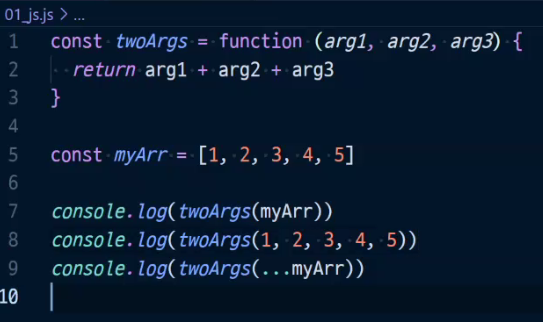 01_js.js > ...
1 const twoArgs = function (arg1, arg2, arg3) {
2   return arg1 + arg2 + arg3
3 }
4
5 const myArr = [1, 2, 3, 4, 5]
6
7 console.log(twoArgs(myArr))
8 console.log(twoArgs(1, 2, 3, 4, 5))
9 console.log(twoArgs(...myArr))
10